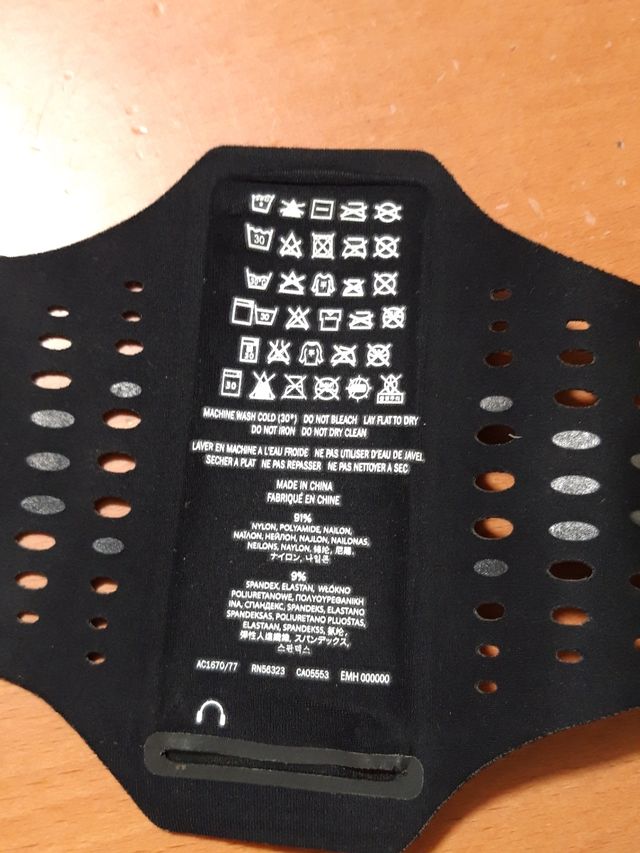 30
30
30
30
MACHINE WASH COLD (30°) DO NOT BLEACH LAY FLAT TO DRY
DO NOT IRON DO NOT DRY CLEAN
LAVER EN MACHINE A L'EAU FROIDE NE PAS UTILISER D'EAU DE JAVEL
SECHER A PLAT NE PAS REPASSER NE PAS NETTOYER A SEC
MADE IN CHINA
FABRIQUÉ EN CHINE
91%
NYLON, POLYAMIDE, NAILON,
NAÏLON, НЕЙЛОН, NAJLON, NAILONAS,
NEILONS, NAYLON, 锦纶, 尼龍,
ナイロン, 나일론
9%
SPANDEX, ELASTAN, WŁÓKNO
POLIURETANOWE, ΠΟΛΥΟΥΡΕΘΑΝΙΚΗ
ΙΝΑ, СПАНДЕКС, SPANDEKS, ELASTANO
SPANDEKSAS, POLIURETANO PLUOŠTAS,
ELASTAAN, SPANDEKSS, 氨纶,
彈性人造纖維, スパンデックス,
스판덱스
AC1670/77 RN56323 CA05553 EMH 000000